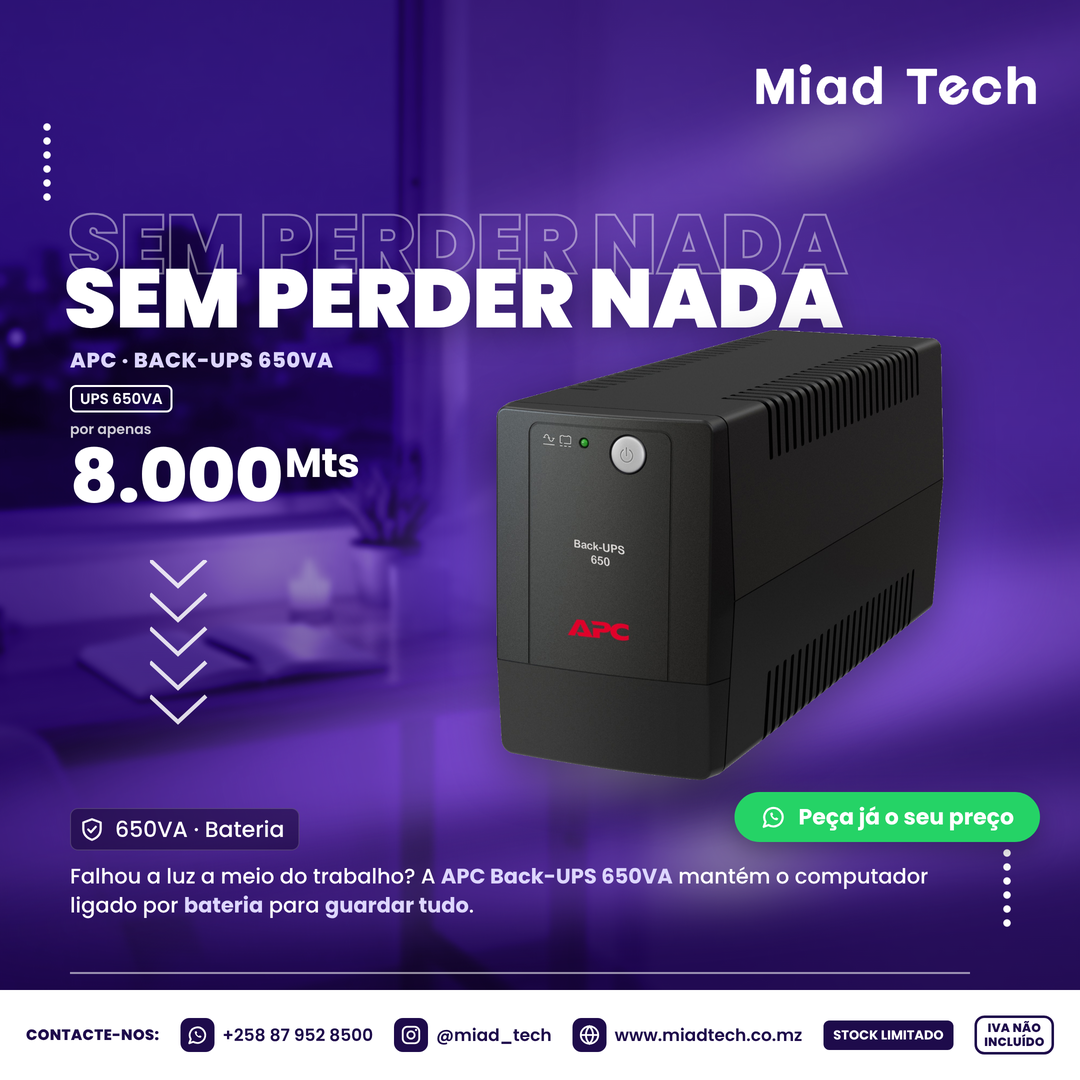 Miad Tech
SEM PERDER NADA
SEM PERDER NADA
APC · BACK-UPS 650VA
UPS 650VA
por apenas
8.000Mts
Back-UPS
650
APC
Peça já o seu preço
650VA · Bateria
Falhou a luz a meio do trabalho? A APC Back-UPS 650VA mantém o computador
ligado por bateria para guardar tudo.
CONTACTE-NOS: +258 87 952 8500 @miad_tech www.miadtech.co.mz STOCK LIMITADO IVA NÃO
INCLUÍDO